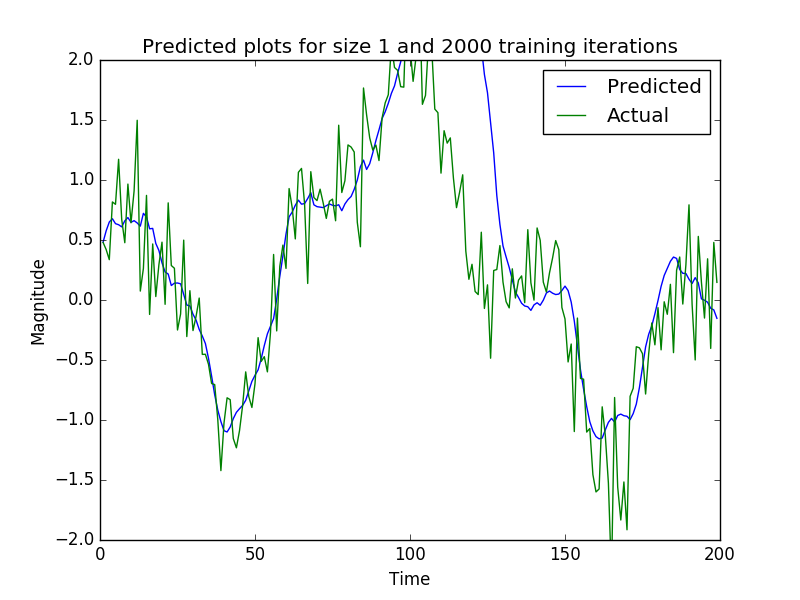 Predicted plots for size 1 and 2000 training iterations
2.0
1.5
1.0
0.5
0.0
−0.5
−1.0
−1.5
−2.0
Magnitude
Predicted
Actual
0 50 100 150 200
Time